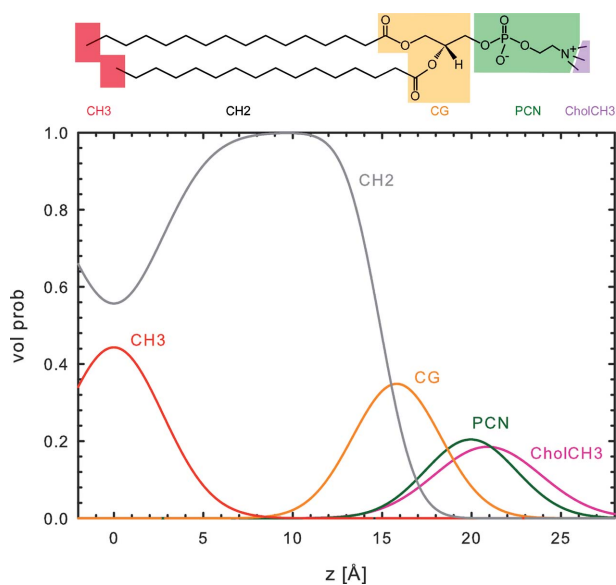 O O O P O O N+
O O O- H
O
CH3 CH2 CG PCN CholCH3
1.0
0.8
0.6
0.4
0.2
0.0
vol prob
CH2
CH3
CG
PCN
CholCH3
0 5 10 15 20 25
z [Å]